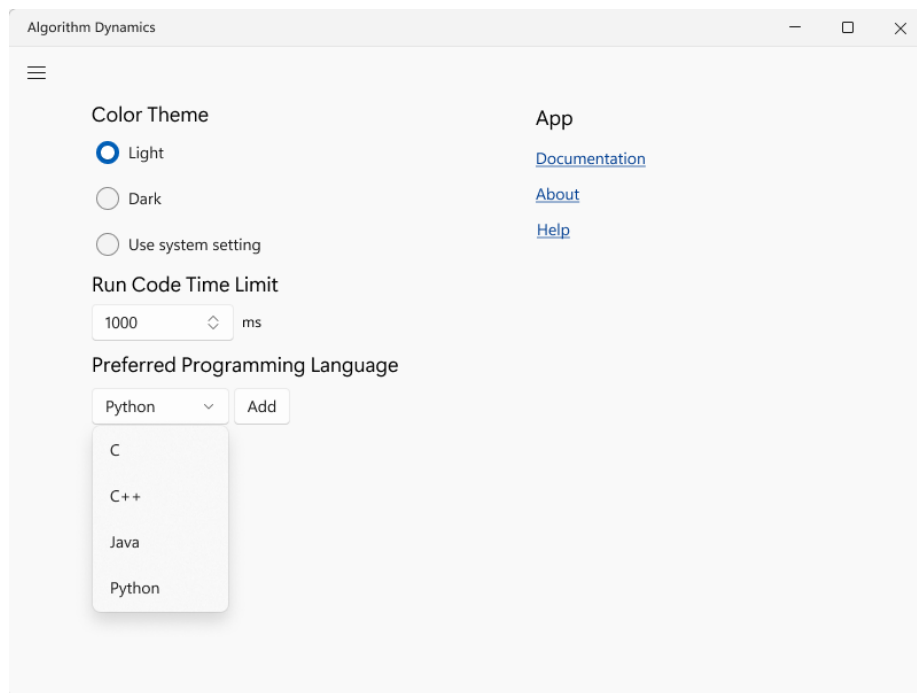 Algorithm Dynamics
Color Theme
Light
Dark
Use system setting
Run Code Time Limit
1000 ms
Preferred Programming Language
Python Add
C
C++
Java
Python
App
Documentation
About
Help